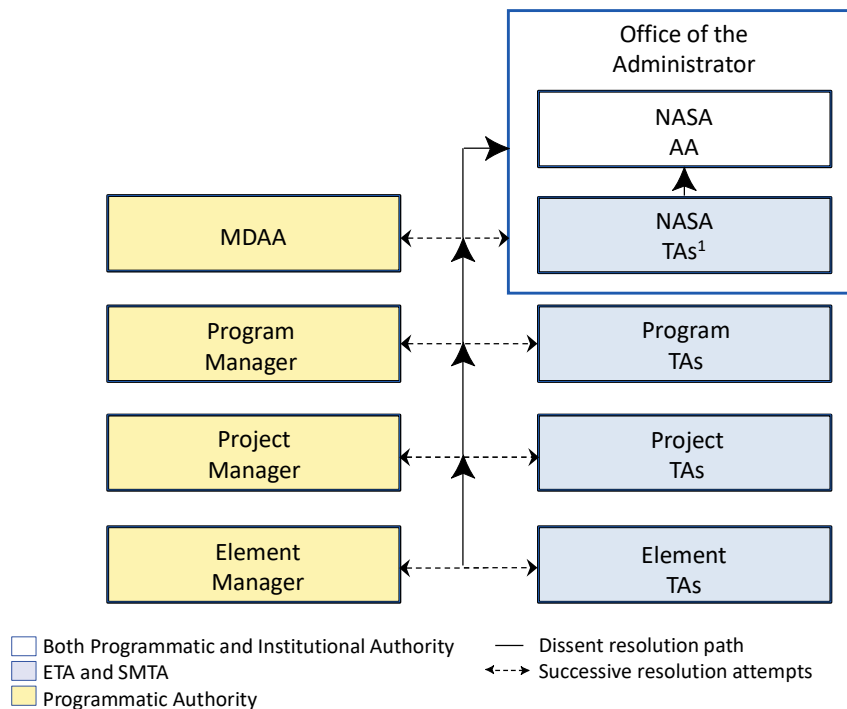 Office of the
Administrator
NASA
AA
MDAA
NASA
TAs¹
Program
Manager
Program
TAs
Project
Manager
Project
TAs
Element
Manager
Element
TAs
Both Programmatic and Institutional Authority
ETA and SMTA
Programmatic Authority
Dissent resolution path
Successive resolution attempts